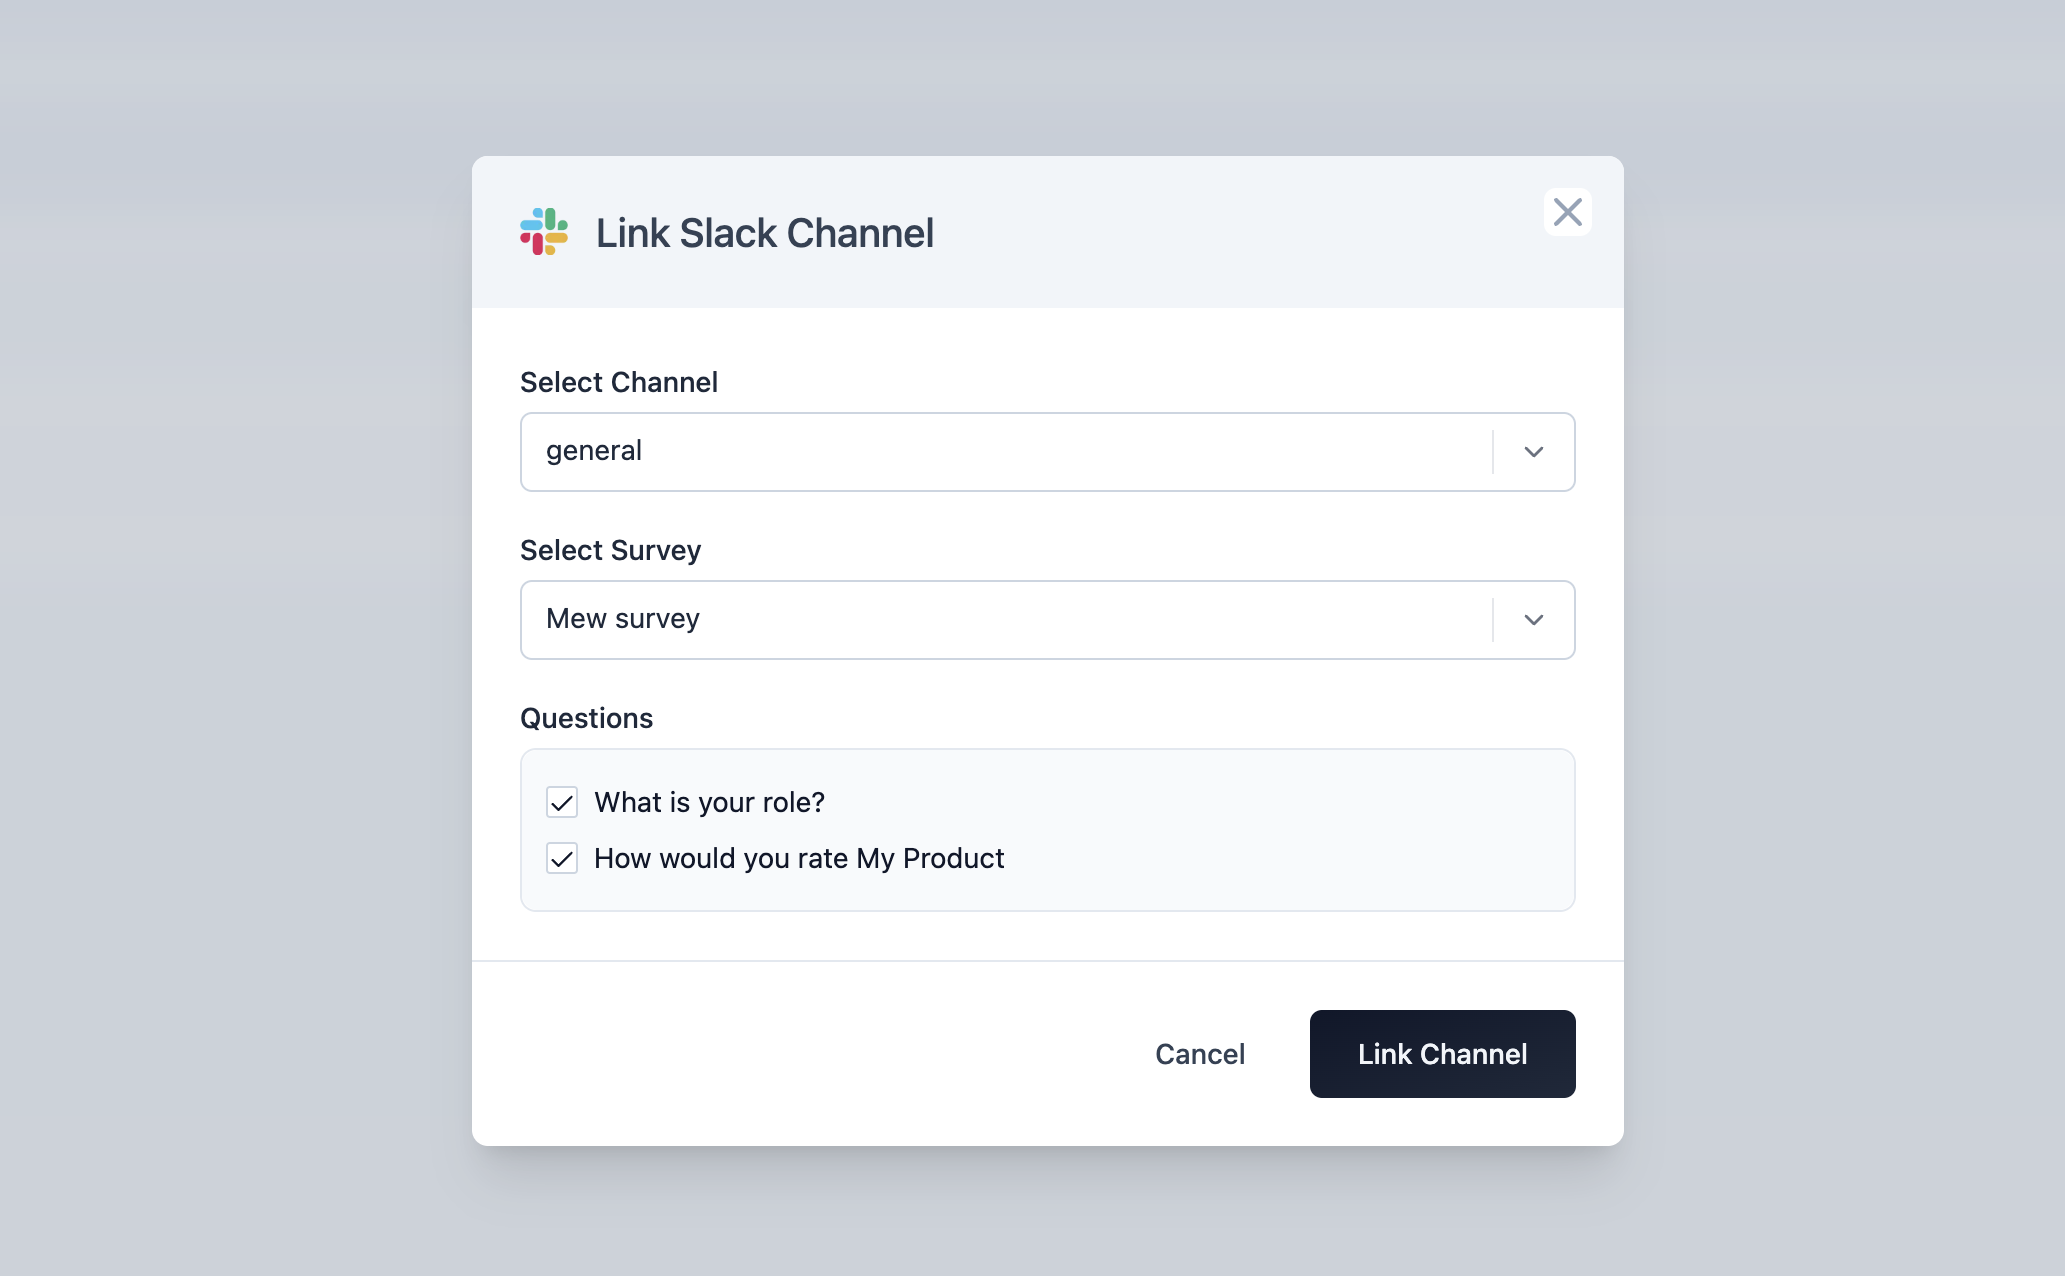 Link Slack Channel
Select Channel
general
Select Survey
Mew survey
Questions
What is your role?
How would you rate My Product
Cancel
Link Channel